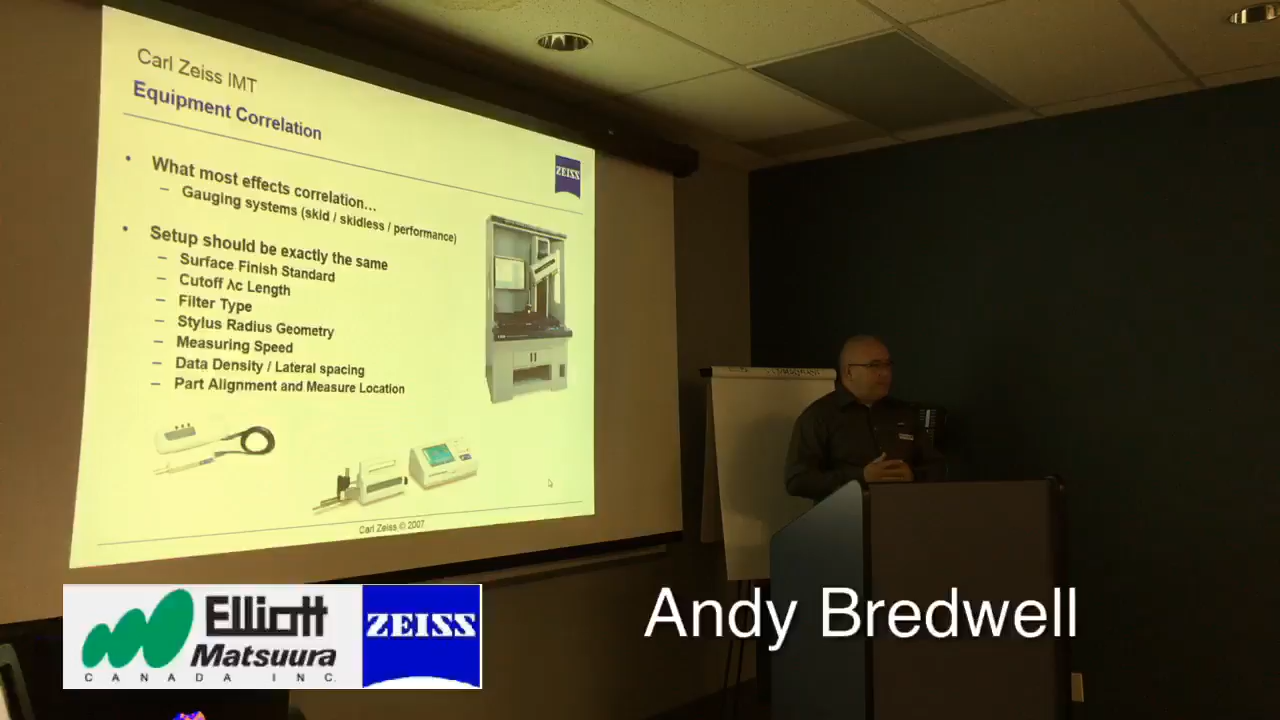 Carl Zeiss IMT
Equipment Correlation
ZEISS
• What most effects correlation...
– Gauging systems (skid / skidless / performance)
• Setup should be exactly the same
– Surface Finish Standard
– Cutoff λc Length
– Filter Type
– Stylus Radius Geometry
– Measuring Speed
– Data Density / Lateral spacing
– Part Alignment and Measure Location
Carl Zeiss © 2007
Elliott
Matsuura
CANADA INC.
ZEISS
Andy Bredwell